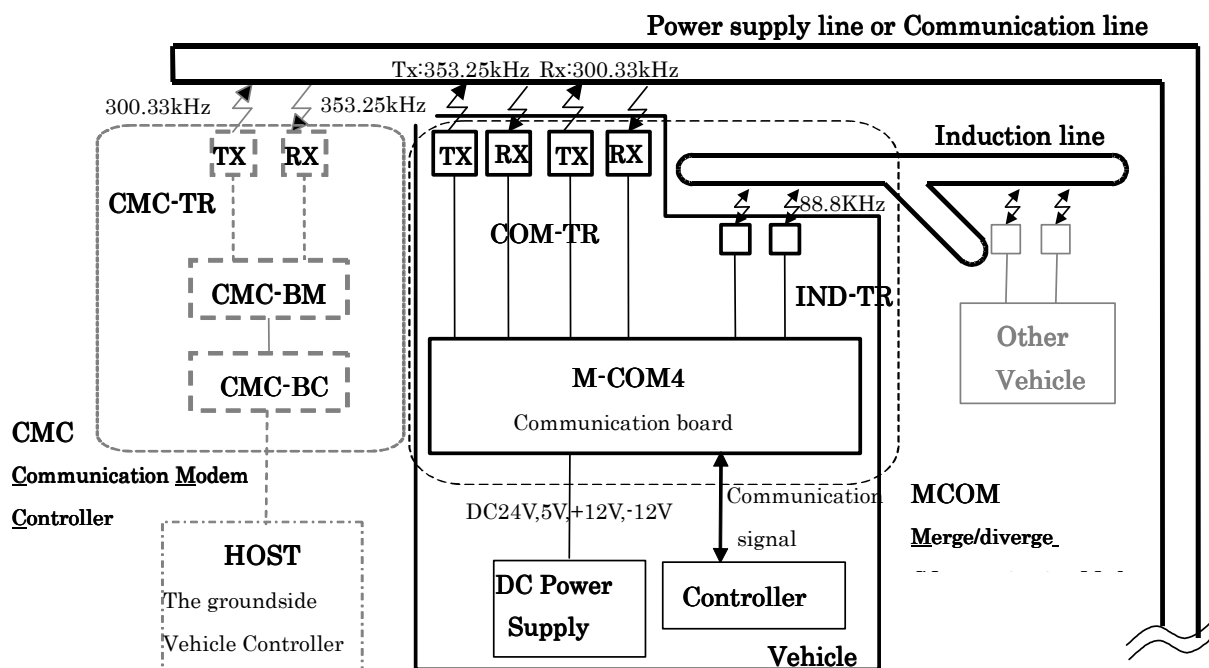 Power supply line or Communication line
Tx:353.25kHz Rx:300.33kHz
300.33kHz
353.25kHz
TX
RX
TX
RX
TX
RX
Induction line
CMC-TR
COM-TR
88.8KHz
IND-TR
CMC-BM
CMC-BC
M-COM4
Communication board
Other
Vehicle
CMC
Communication Modem
Controller
DC24V,5V,+12V,-12V
Communication
signal
MCOM
Merge/diverge
HOST
The groundside
Vehicle Controller
DC Power
Supply
Controller
Vehicle